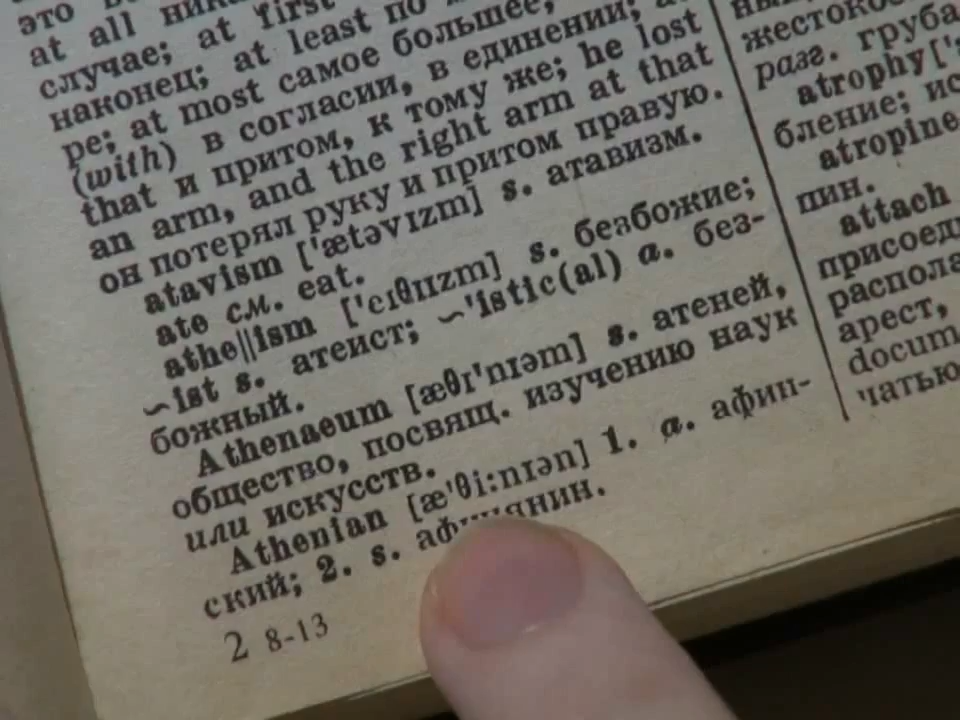 это
at all
случае; at first
наконец; at least по
ре; at most самое большее,
(with) в согласии, в единении;
that и притом, к тому же; he lost
an arm, and the right arm at that
он потерял руку и притом правую.
atavism ['ætəvɪzm] s. атавизм.
ate см. eat.
athe||ism ['eɪθɪɪzm] s. безбожие;
~ist s. атеист; ~'istic(al) a. без-
божный.
Athenaeum [æθɪ'nɪəm] s. атеней,
общество, посвящ. изучению наук
или искусств.
Athenian [æ'θi:nɪən] 1. a. афин-
ский; 2. s. афинянин.
2 8-13
жестоко
разг. груба
atrophy ['
бление; ис
atropine
пин.
attach
присоед
распола
арест,
docum
чатью